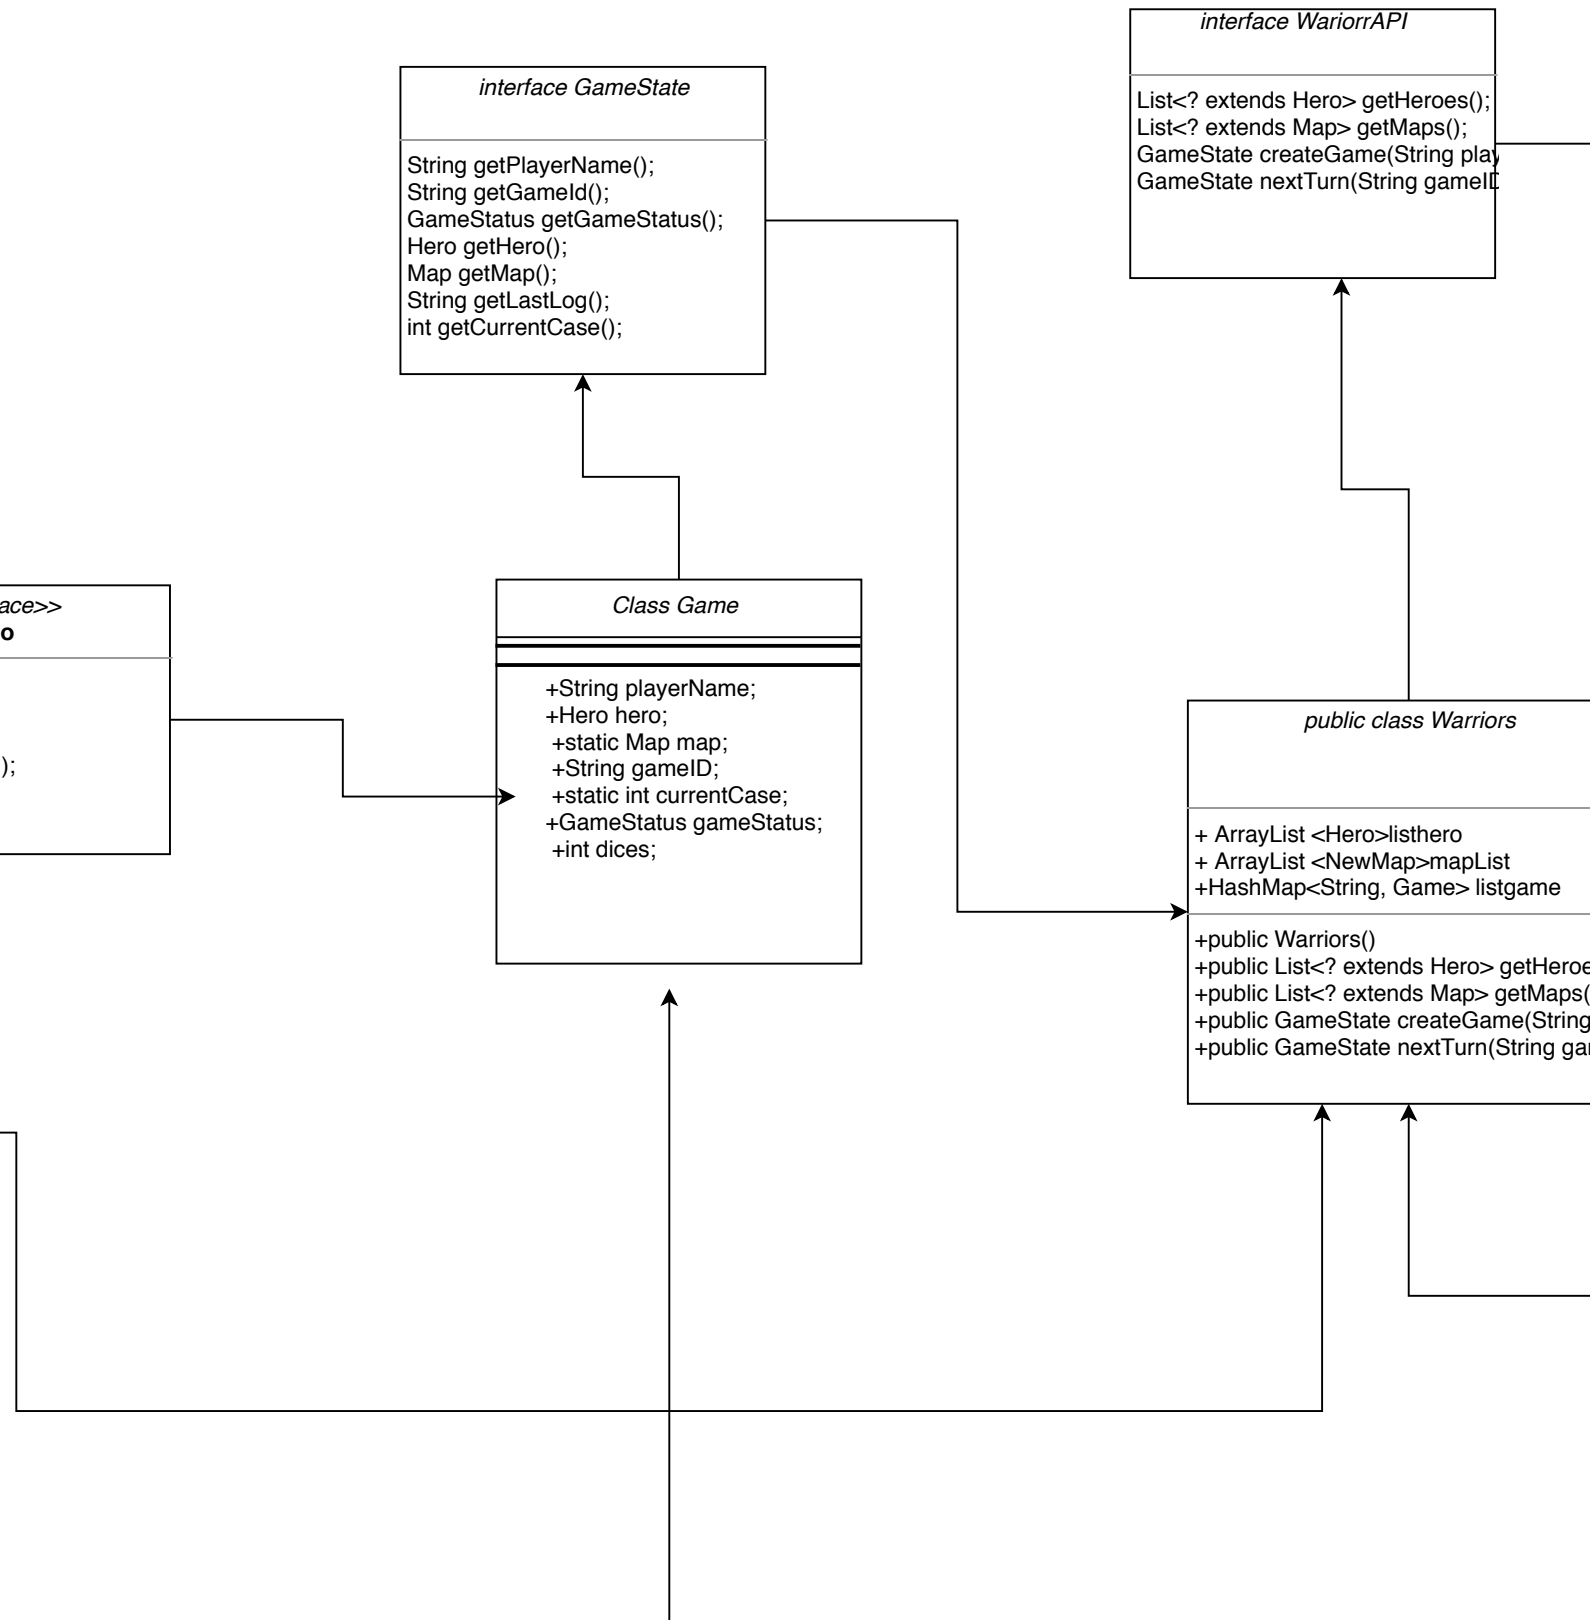 interface WariorrAPI
List<? extends Hero> getHeroes();
List<? extends Map> getMaps();
GameState createGame(String play
GameState nextTurn(String gameID
interface GameState
String getPlayerName();
String getGameId();
GameStatus getGameStatus();
Hero getHero();
Map getMap();
String getLastLog();
int getCurrentCase();
ace>>
o
);
Class Game
+String playerName;
+Hero hero;
+static Map map;
+String gameID;
+static int currentCase;
+GameStatus gameStatus;
+int dices;
public class Warriors
+ ArrayList <Hero>listhero
+ ArrayList <NewMap>mapList
+HashMap<String, Game> listgame
+public Warriors()
+public List<? extends Hero> getHeroe
+public List<? extends Map> getMaps(
+public GameState createGame(String
+public GameState nextTurn(String ga